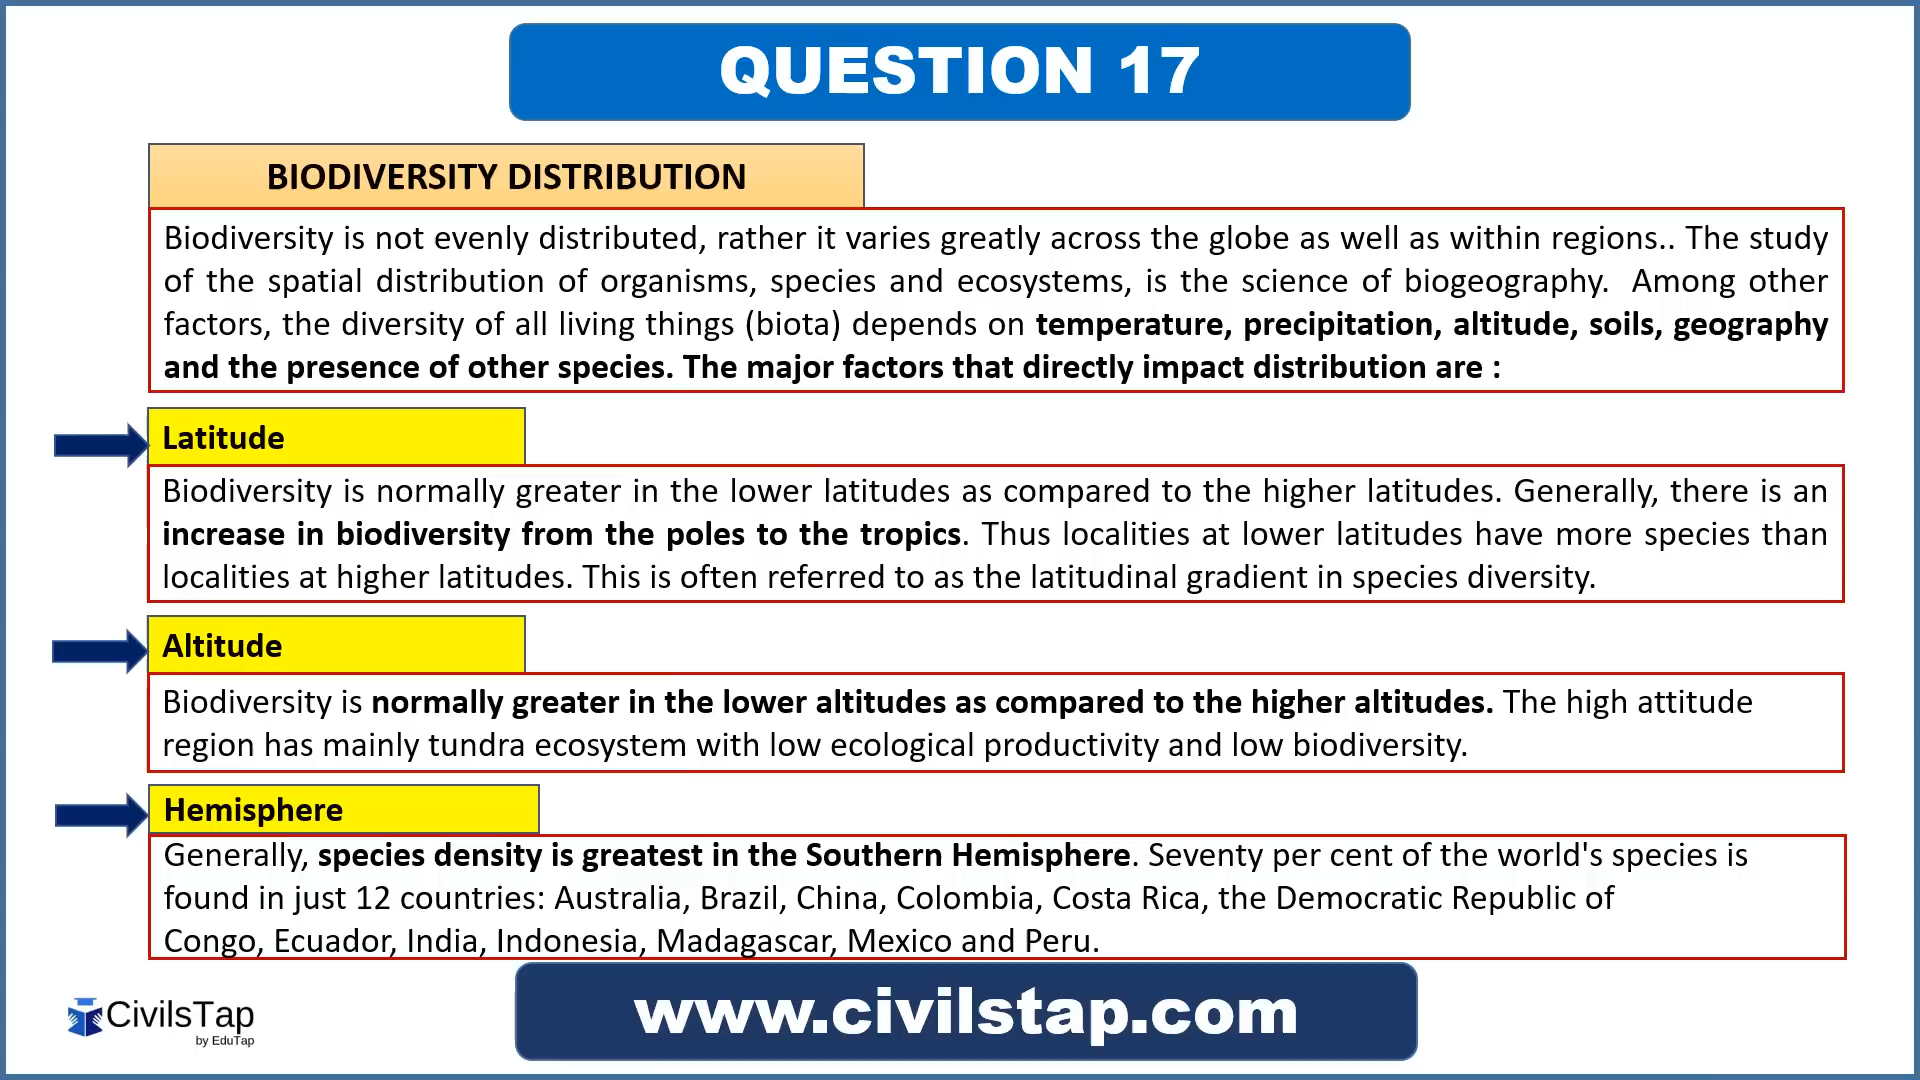 QUESTION 17
BIODIVERSITY DISTRIBUTION
Biodiversity is not evenly distributed, rather it varies greatly across the globe as well as within regions.. The study
of the spatial distribution of organisms, species and ecosystems, is the science of biogeography. Among other
factors, the diversity of all living things (biota) depends on temperature, precipitation, altitude, soils, geography
and the presence of other species. The major factors that directly impact distribution are :
Latitude
Biodiversity is normally greater in the lower latitudes as compared to the higher latitudes. Generally, there is an
increase in biodiversity from the poles to the tropics. Thus localities at lower latitudes have more species than
localities at higher latitudes. This is often referred to as the latitudinal gradient in species diversity.
Altitude
Biodiversity is normally greater in the lower altitudes as compared to the higher altitudes. The high attitude
region has mainly tundra ecosystem with low ecological productivity and low biodiversity.
Hemisphere
Generally, species density is greatest in the Southern Hemisphere. Seventy per cent of the world's species is
found in just 12 countries: Australia, Brazil, China, Colombia, Costa Rica, the Democratic Republic of
Congo, Ecuador, India, Indonesia, Madagascar, Mexico and Peru.
CivilsTap
by EduTap
www.civilstap.com